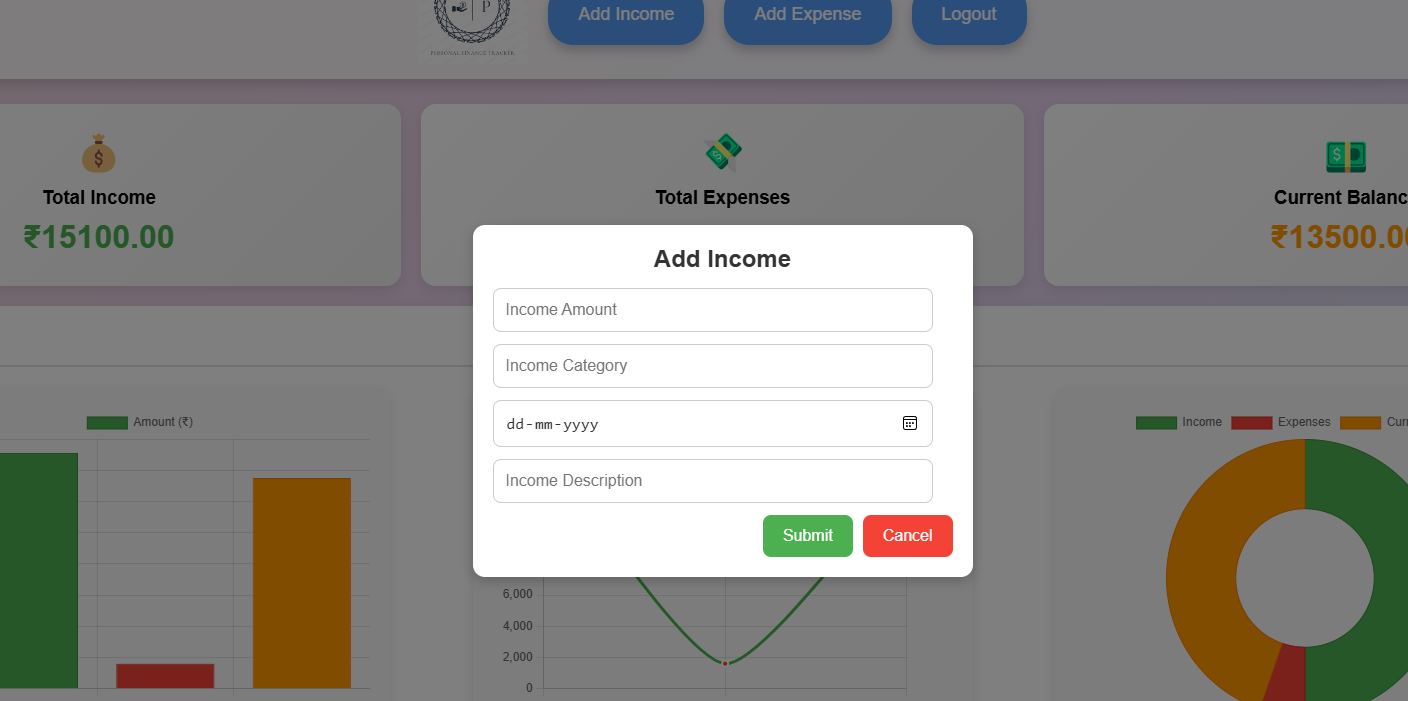 P
PERSONAL FINANCE TRACKER
Add Income
Add Expense
Logout
$
Total Income
₹15100.00
Total Expenses
$
Current Balanc
₹13500.0
Add Income
Income Amount
Income Category
dd-mm-yyyy
Income Description
Submit
Cancel
Amount (₹)
6,000
4,000
2,000
0
Income
Expenses
Curr